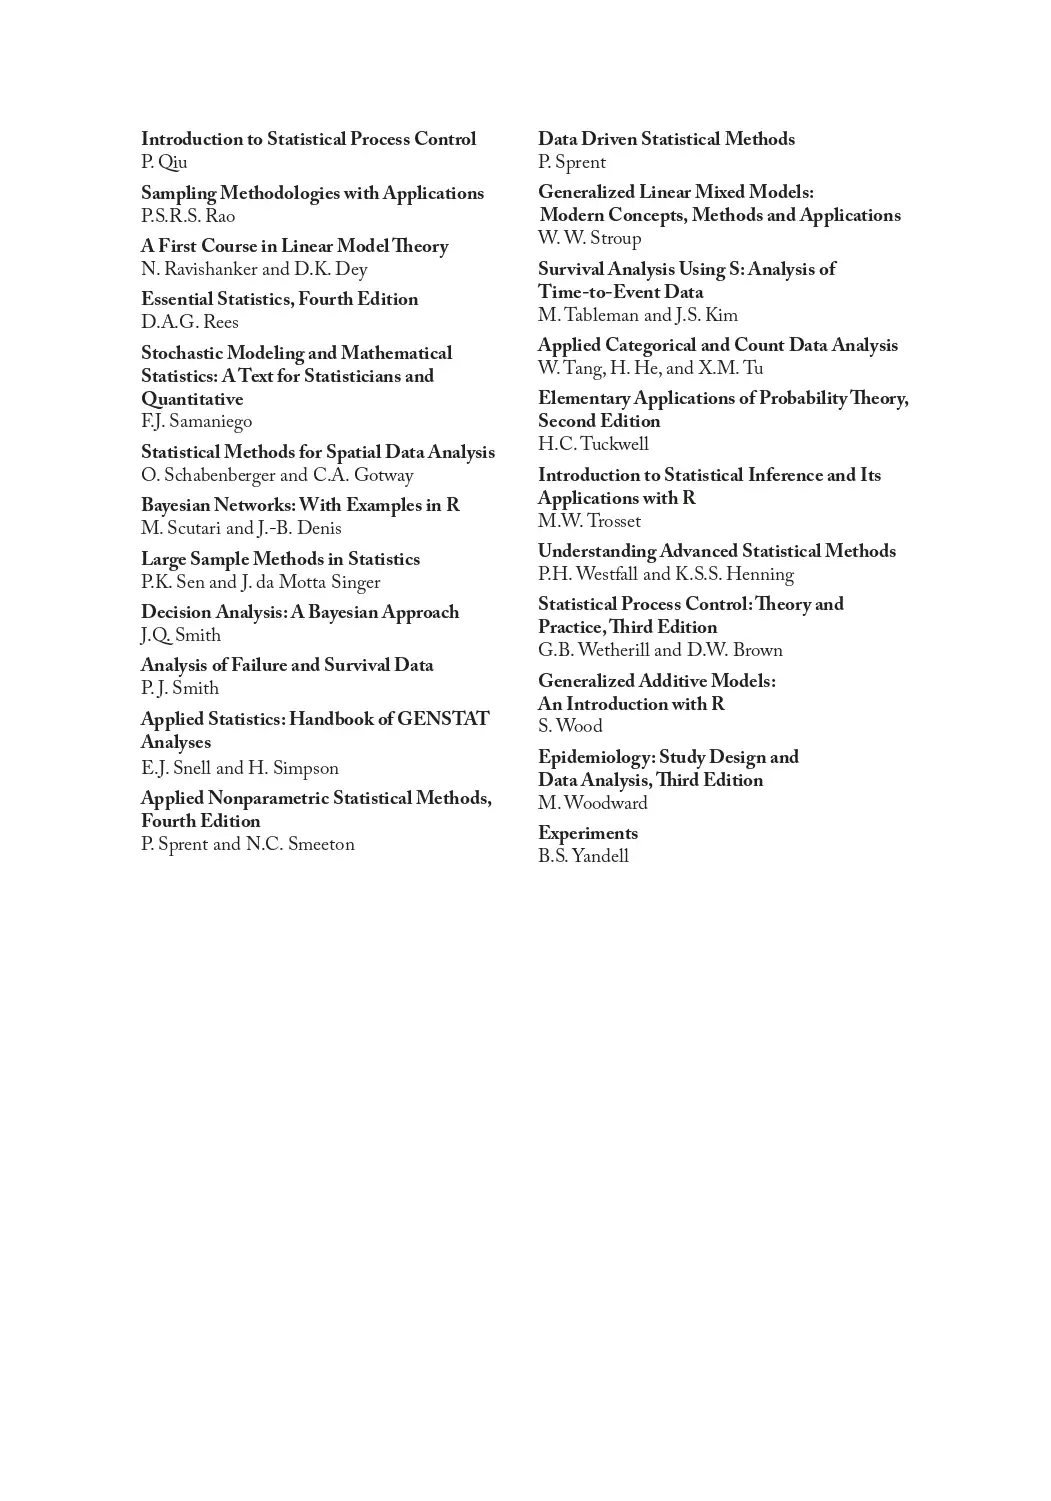 Introduction to Statistical Process Control
P. Qiu
Sampling Methodologies with Applications
P.S.R.S. Rao
A First Course in Linear Model Theory
N. Ravishanker and D.K. Dey
Essential Statistics, Fourth Edition
D.A.G. Rees
Stochastic Modeling and Mathematical
Statistics: A Text for Statisticians and
Quantitative
F.J. Samaniego
Statistical Methods for Spatial Data Analysis
O. Schabenberger and C.A. Gotway
Bayesian Networks: With Examples in R
M. Scutari and J.-B. Denis
Large Sample Methods in Statistics
P.K. Sen and J. da Motta Singer
Decision Analysis: A Bayesian Approach
J.Q. Smith
Analysis of Failure and Survival Data
P. J. Smith
Applied Statistics: Handbook of GENSTAT
Analyses
E.J. Snell and H. Simpson
Applied Nonparametric Statistical Methods,
Fourth Edition
P. Sprent and N.C. Smeeton
Data Driven Statistical Methods
P. Sprent
Generalized Linear Mixed Models:
Modern Concepts, Methods and Applications
W. W. Stroup
Survival Analysis Using S: Analysis of
Time-to-Event Data
M. Tableman and J.S. Kim
Applied Categorical and Count Data Analysis
W. Tang, H. He, and X.M. Tu
Elementary Applications of Probability Theory,
Second Edition
H.C. Tuckwell
Introduction to Statistical Inference and Its
Applications with R
M.W. Trosset
Understanding Advanced Statistical Methods
P.H. Westfall and K.S.S. Henning
Statistical Process Control: Theory and
Practice, Third Edition
G.B. Wetherill and D.W. Brown
Generalized Additive Models:
An Introduction with R
S. Wood
Epidemiology: Study Design and
Data Analysis, Third Edition
M. Woodward
Experiments
B.S. Yandell